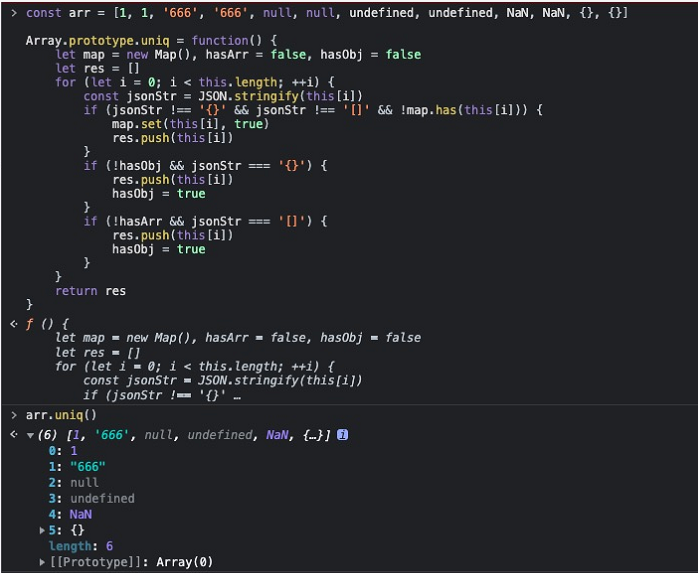 > const arr = [1, 1, '666', '666', null, null, undefined, undefined, NaN, NaN, {}, {}]
Array.prototype.uniq = function() {
let map = new Map(), hasArr = false, hasObj = false
let res = []
for (let i = 0; i < this.length; ++i) {
const jsonStr = JSON.stringify(this[i])
if (jsonStr !== '{}' && jsonStr !== '[]' && !map.has(this[i])) {
map.set(this[i], true)
res.push(this[i])
}
if (!hasObj && jsonStr === '{}') {
res.push(this[i])
hasObj = true
}
if (!hasArr && jsonStr === '[]') {
res.push(this[i])
hasObj = true
}
}
return res
}
f () {
let map = new Map(), hasArr = false, hasObj = false
let res = []
for (let i = 0; i < this.length; ++i) {
const jsonStr = JSON.stringify(this[i])
if (jsonStr !== '{}' …
> arr.uniq()
(6) [1, '666', null, undefined, NaN, {…}] i
0: 1
1: "666"
2: null
3: undefined
4: NaN
5: {}
length: 6
[[Prototype]]: Array(0)